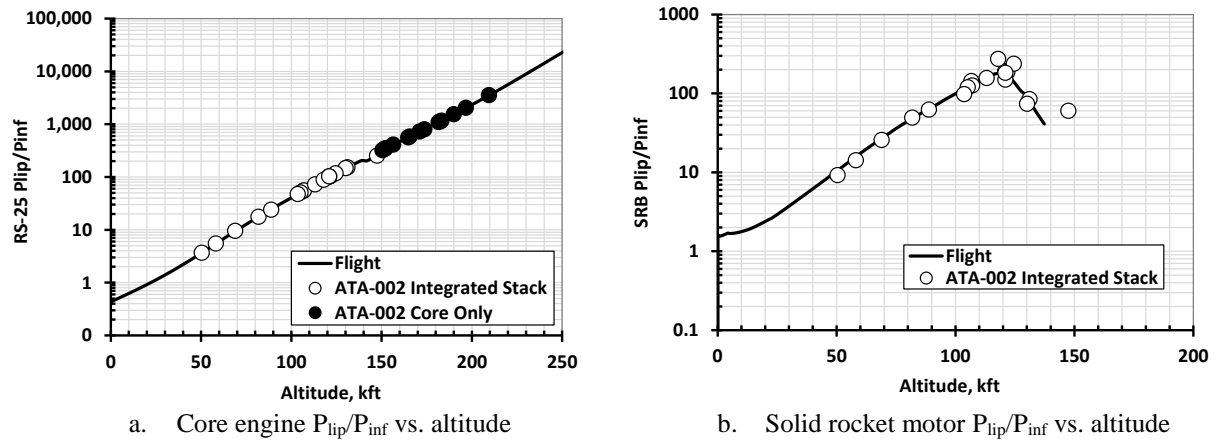 100,000
10,000
1,000
100
10
1
0
RS-25 Plip/Pinf
Flight
ATA-002 Integrated Stack
ATA-002 Core Only
0 50 100 150 200 250
Altitude, kft
a. Core engine Plip/Pinf vs. altitude
1000
100
10
1
0.1
SRB Plip/Pinf
Flight
ATA-002 Integrated Stack
0 50 100 150 200
Altitude, kft
b. Solid rocket motor Plip/Pinf vs. altitude